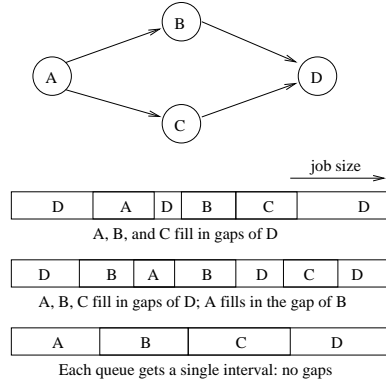 B
A
D
C
job size
D A D B C D
A, B, and C fill in gaps of D
D B A B D C D
A, B, C fill in gaps of D; A fills in the gap of B
A B C D
Each queue gets a single interval: no gaps